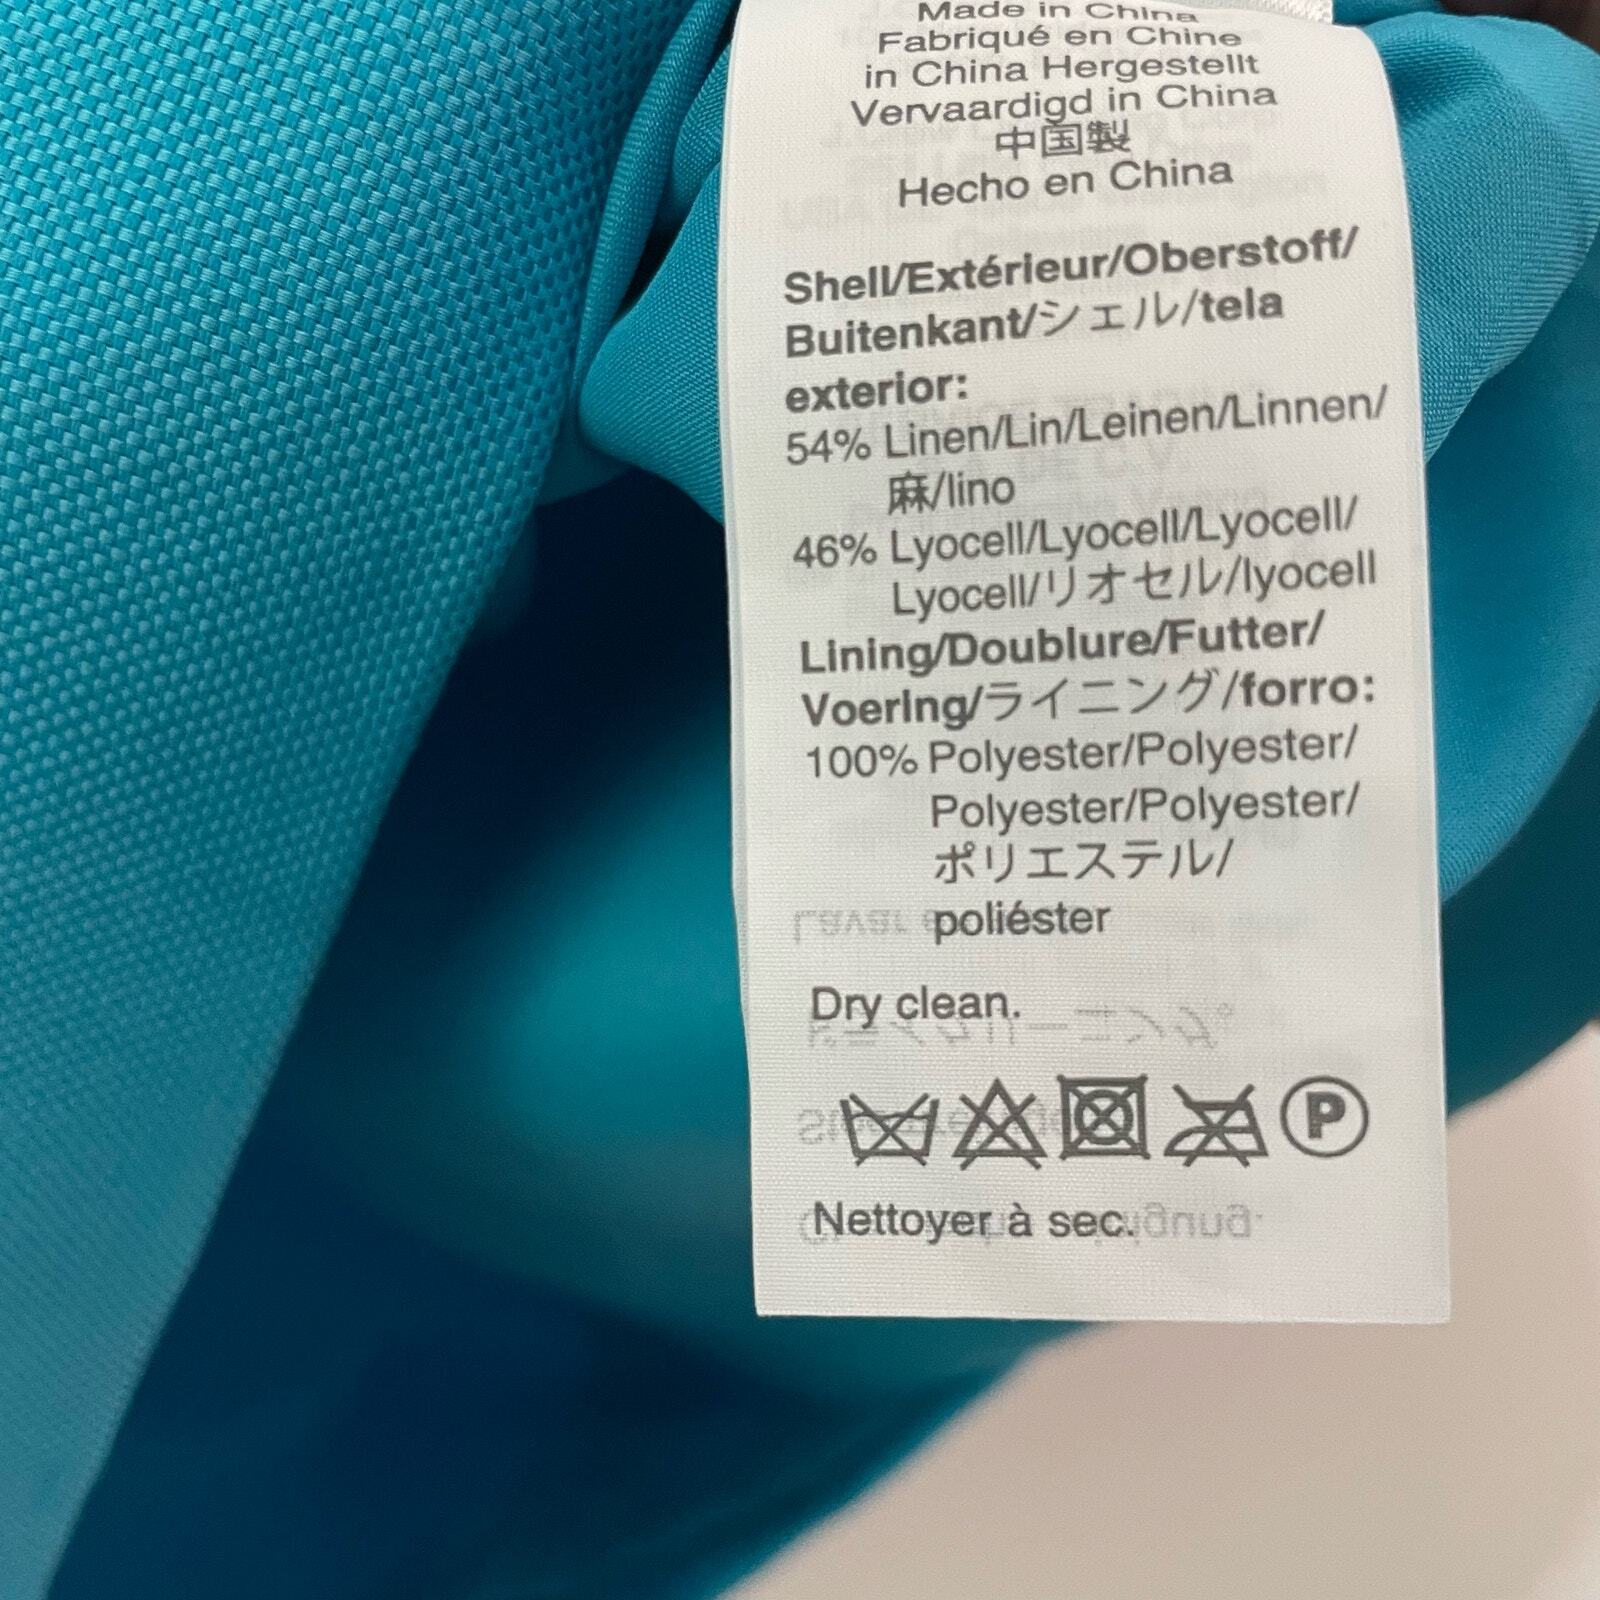 Made in China
Fabriqué en Chine
in China Hergestellt
Vervaardigd in China
中国製
Hecho en China
Shell/Extérieur/Oberstoff/
Buitenkant/シェル/tela
exterior:
54% Linen/Lin/Leinen/Linnen/
麻/lino
46% Lyocell/Lyocell/Lyocell/
Lyocell/リオセル/lyocell
Lining/Doublure/Futter/
Voering/ライニング/forro:
100% Polyester/Polyester/
Polyester/Polyester/
ポリエステル/
poliéster
Dry clean.
P
Nettoyer à sec.